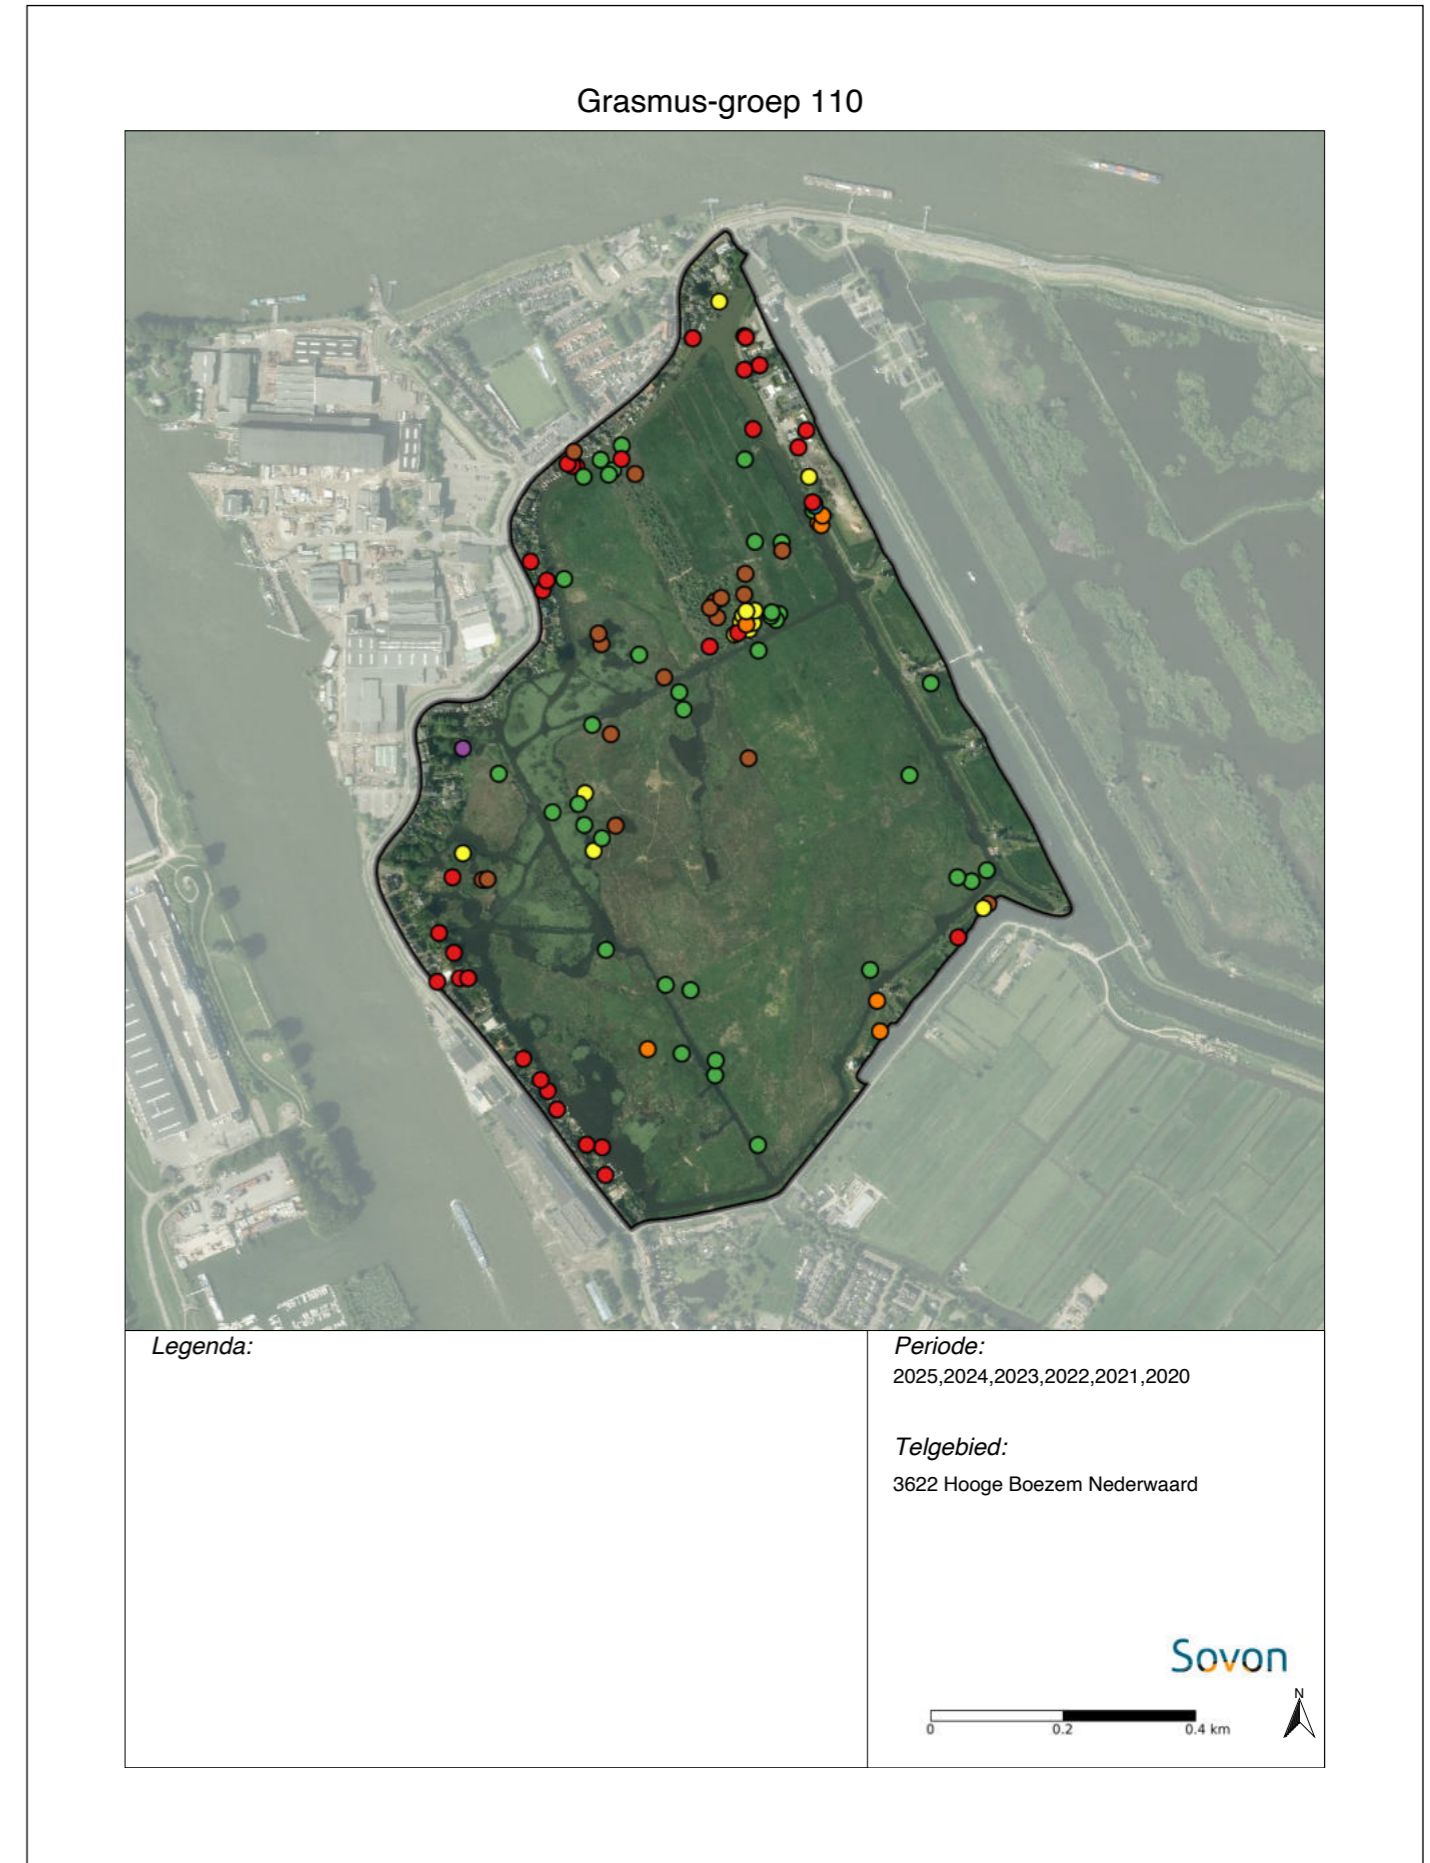 Grasmus-groep 110
Legenda:
Periode:
2025,2024,2023,2022,2021,2020
Telgebied:
3622 Hooge Boezem Nederwaard
Sovon
N
0 0.2 0.4 km